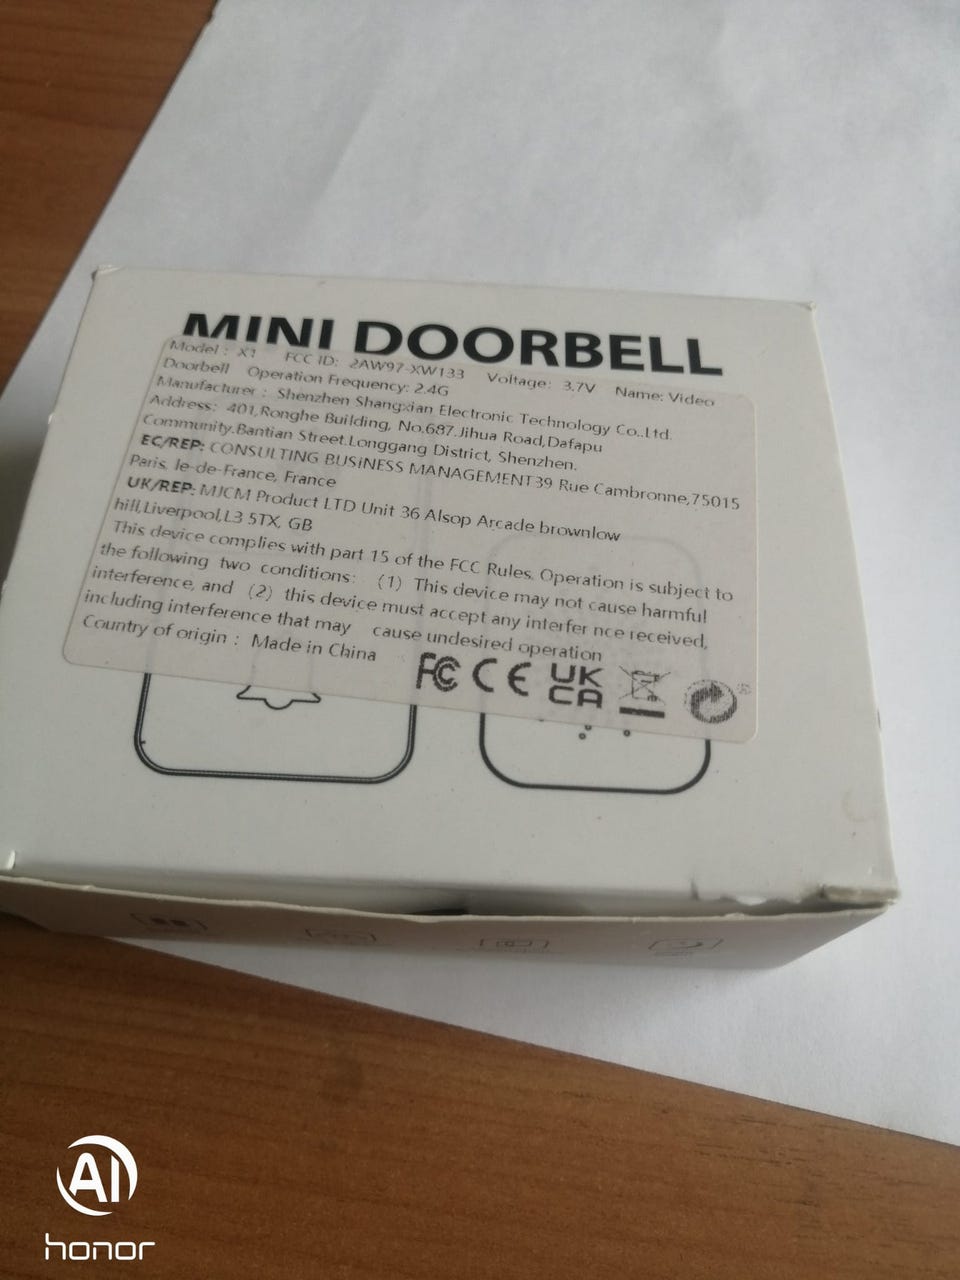 MINI DOORBELL
Model : X1 FCC ID: 2AW97-XW133 Voltage: 3.7V Name: Video
Doorbell Operation Frequency: 2.4G
Manufacturer : Shenzhen Shangxian Electronic Technology Co.,Ltd.
Address: 401,Ronghe Building, No.687.Jihua Road,Dafapu
Community.Bantian Street.Longgang District, Shenzhen.
EC/REP: CONSULTING BUSiNESS MANAGEMENT39 Rue Cambronne,75015
Paris. le-de-France, France
UK/REP: MJCM Product LTD Unit 36 Alsop Arcade brownlow
hill,Liverpool,L3 5TX, GB
This device complies with part 15 of the FCC Rules. Operation is subject to
the following two conditions: (1) This device may not cause harmful
interference, and (2) this device must accept any interfer nce received,
including interference that may cause undesired operation
Country of origin : Made in China
FC CE UK
CA
AI
honor